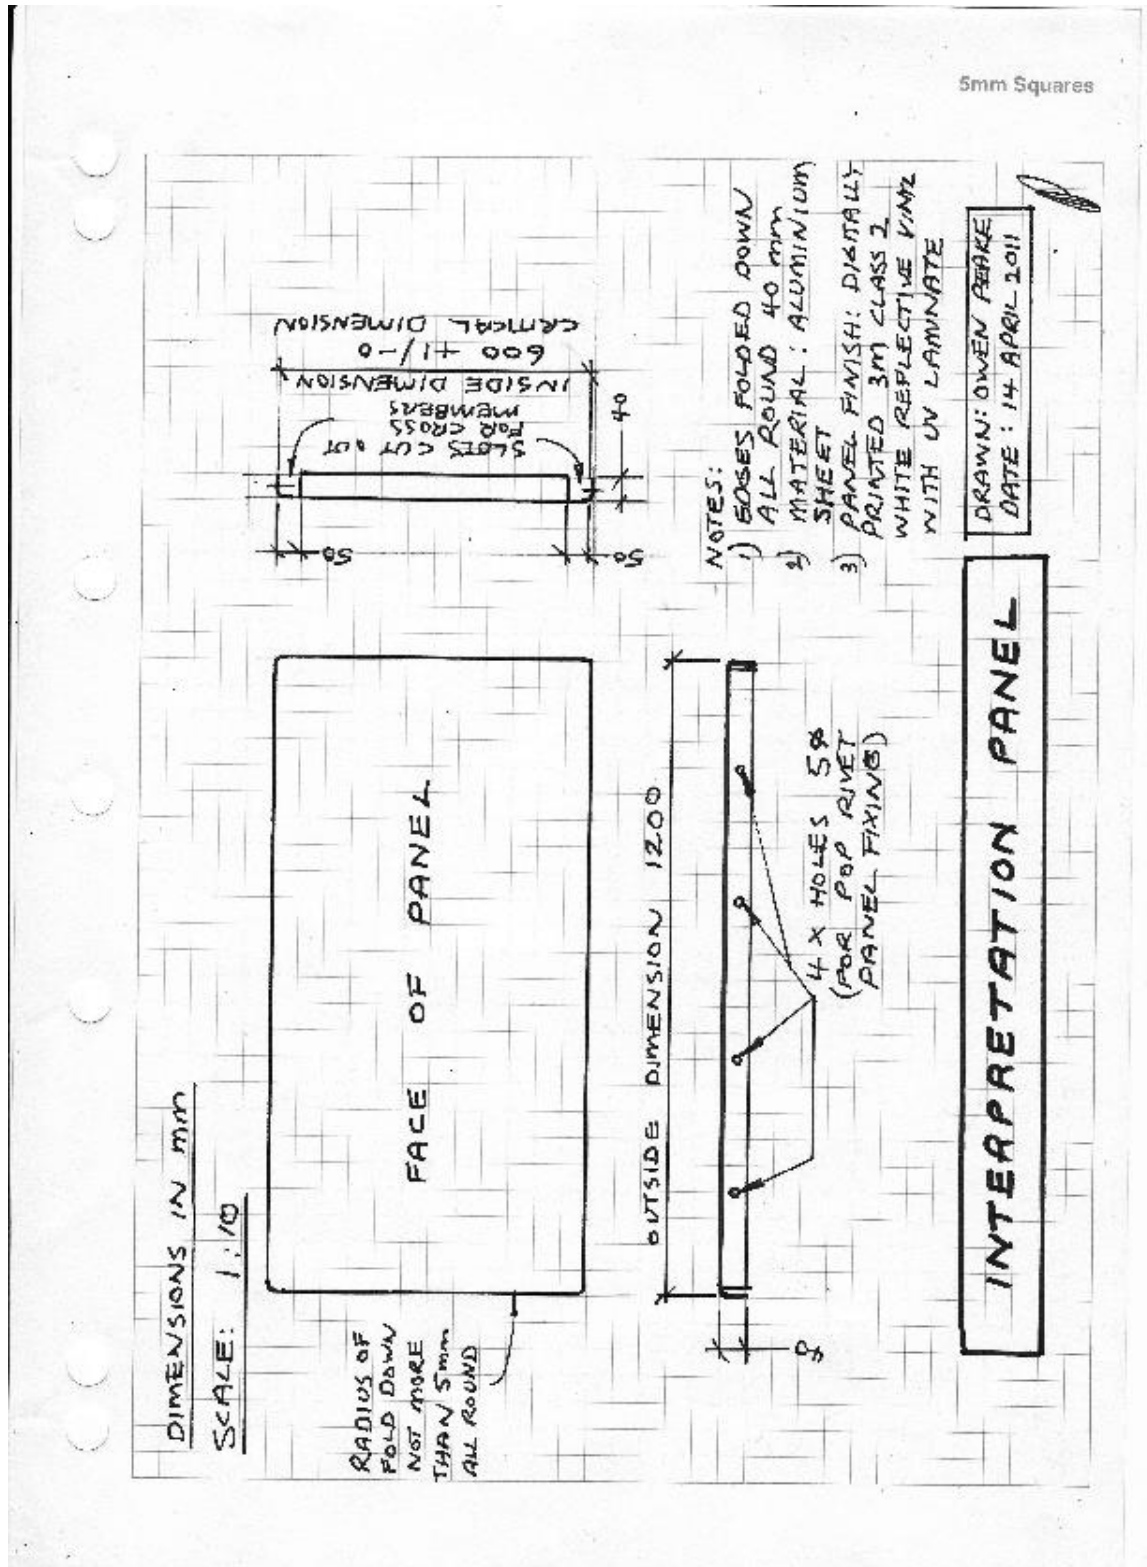 5mm Squares
DIMENSIONS IN mm
SCALE: 1:10
RADIUS OF
FOLD DOWN
NOT MORE
THAN 5mm
ALL ROUND
FACE OF PANEL
50
50
SLOTS CUT OUT
FOR CROSS
MEMBERS
INSIDE DIMENSION
600 +1/-0
CRITICAL DIMENSION
40
OUTSIDE DIMENSION 1200
40
4 X HOLES 5ø
(FOR POP RIVET
PANEL FIXING)
NOTES:
1) EDGES FOLDED DOWN
ALL ROUND 40 mm
2) MATERIAL: ALUMINIUM
SHEET
3) PANEL FINISH: DIGITALLY
PRINTED 3M CLASS 2
WHITE REFLECTIVE VINYL
WITH UV LAMINATE
INTERPRETATION PANEL
DRAWN: OWEN PEAKE
DATE: 14 APRIL 2011